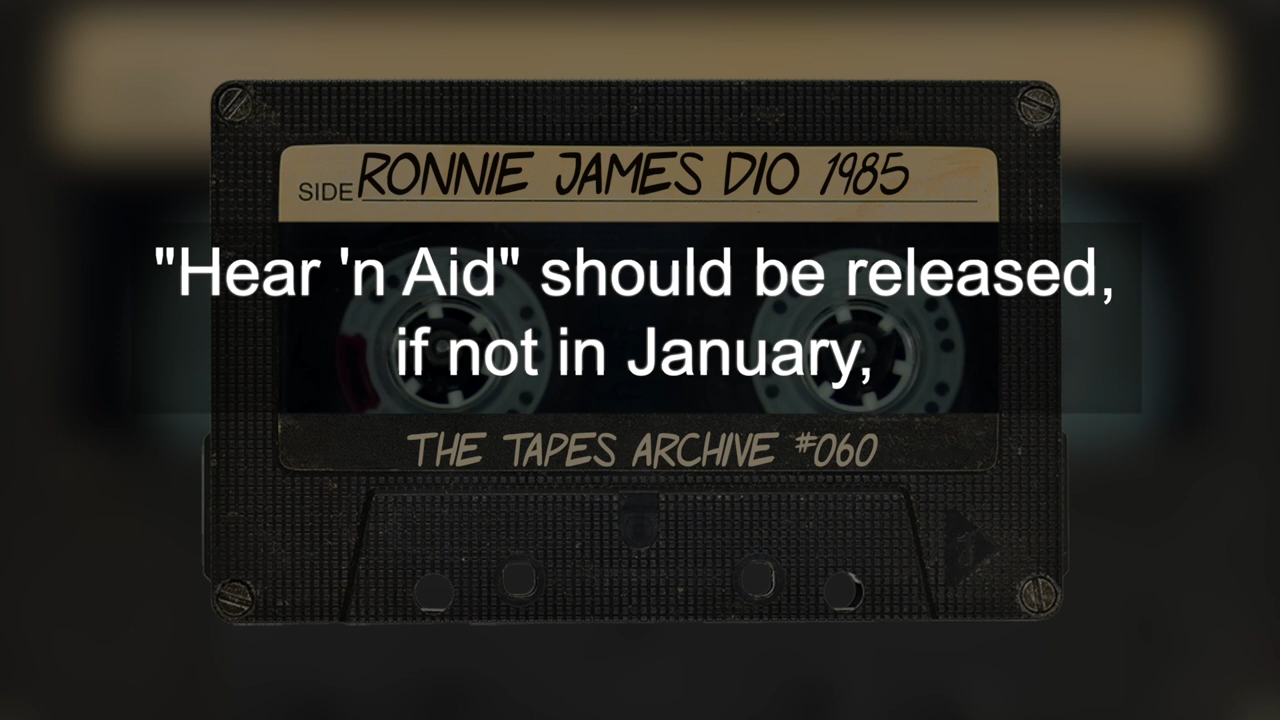 SIDE RONNIE JAMES DIO 1985
"Hear 'n Aid" should be released,
if not in January,
THE TAPES ARCHIVE #060